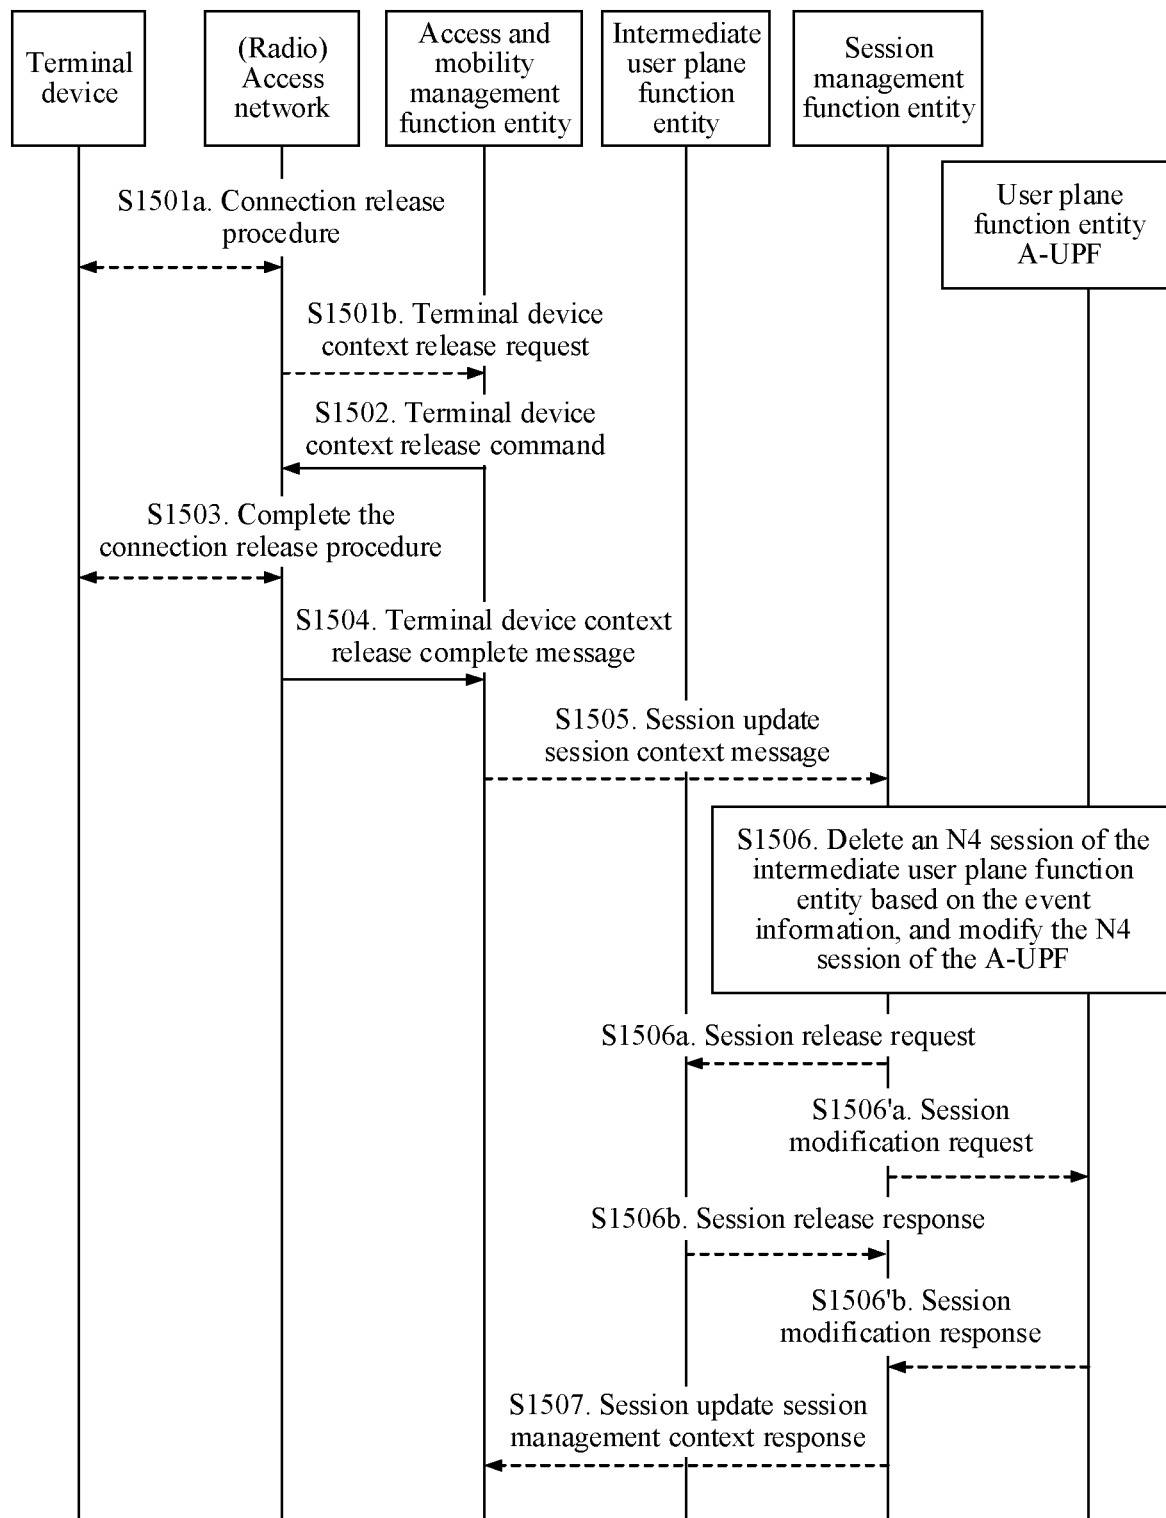 Terminal
device
(Radio)
Access
network
Access and
mobility
management
function entity
Intermediate
user plane
function
entity
Session
management
function entity
User plane
function entity
A-UPF
S1501a. Connection release
procedure
S1501b. Terminal device
context release request
S1502. Terminal device
context release command
S1503. Complete the
connection release procedure
S1504. Terminal device context
release complete message
S1505. Session update
session context message
S1506. Delete an N4 session of the
intermediate user plane function
entity based on the event
information, and modify the N4
session of the A-UPF
S1506a. Session release request
S1506'a. Session
modification request
S1506b. Session release response
S1506'b. Session
modification response
S1507. Session update session
management context response